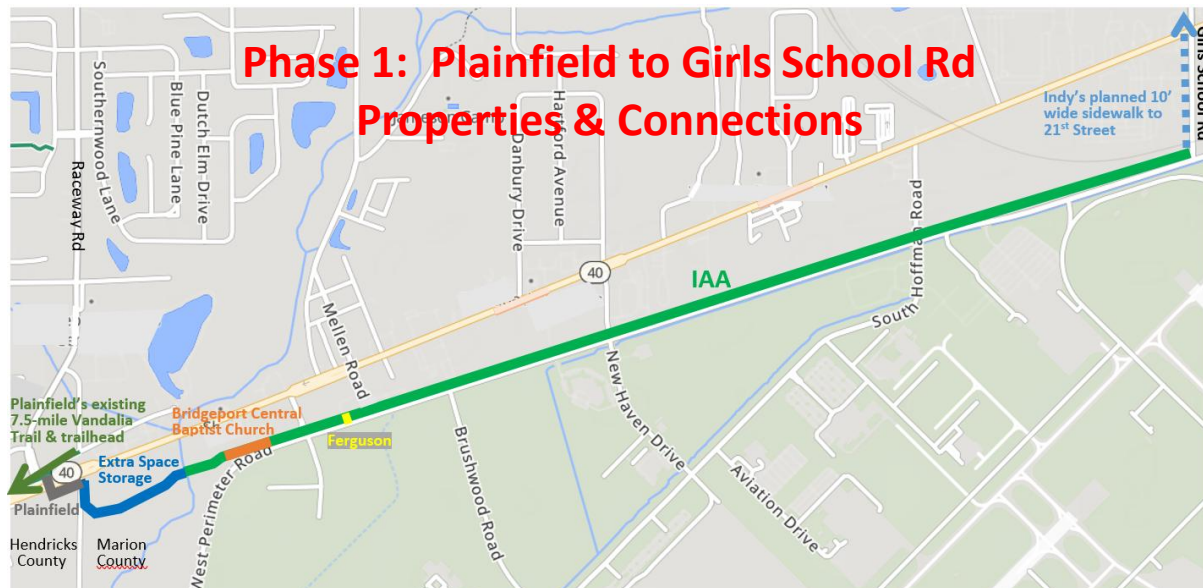 Phase 1:  Plainfield to Girls School Rd
Properties & Connections
Southernwood Lane
Blue Pine Lane
Dutch Elm Drive
Raceway Rd
Danbury Drive
Hartford Avenue
Girls School Rd
Indy's planned 10'
wide sidewalk to
21st Street
40
IAA
South Hoffman Road
Mellen Road
New Haven Drive
Plainfield's existing
7.5-mile Vandalia
Trail & trailhead
Bridgeport Central
Baptist Church
Ferguson
40
Extra Space
Storage
Plainfield
West Perimeter Road
Brushwood Road
Aviation Drive
Hendricks
County
Marion
County